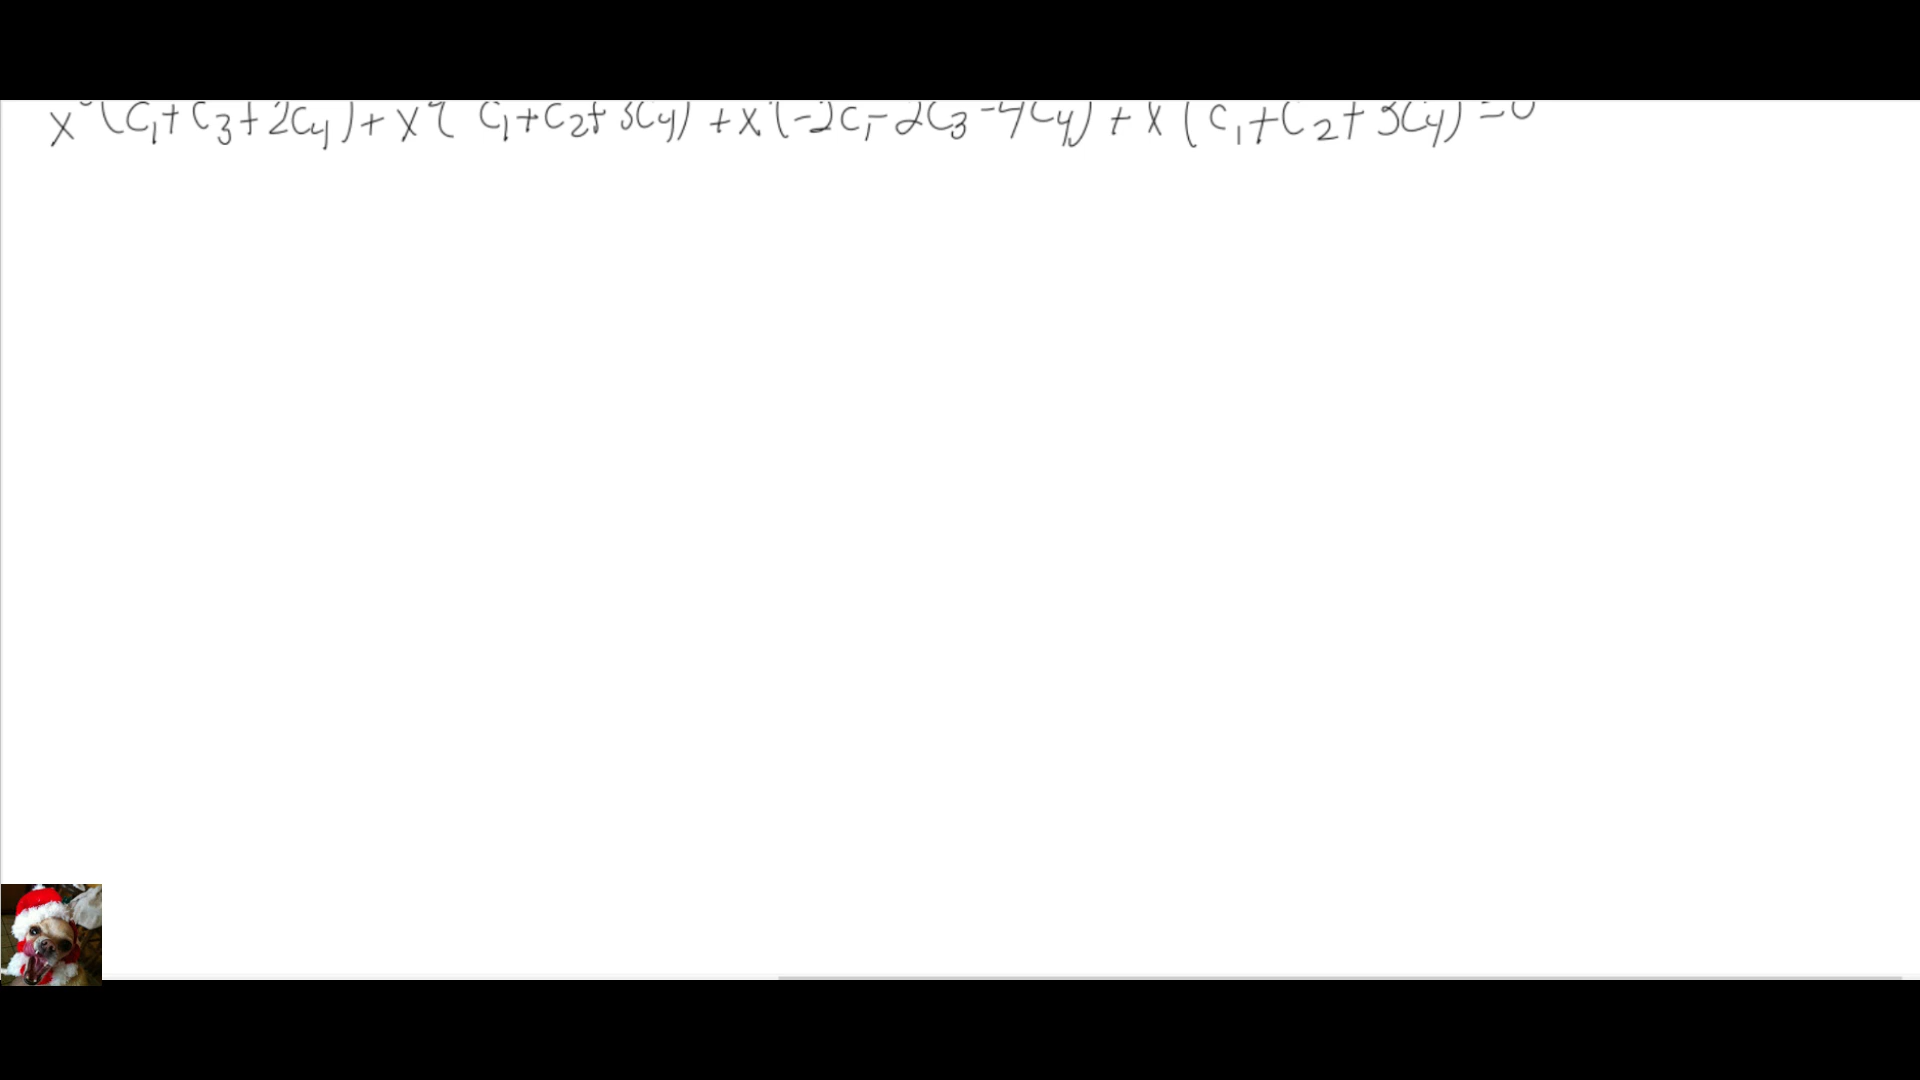 x (C₁+C₃+2C₄)+x ( C₁+C₂+3C₄) +x (-2C₁-2C₃-4C₄) + x (C₁+C₂+3C₄)=0